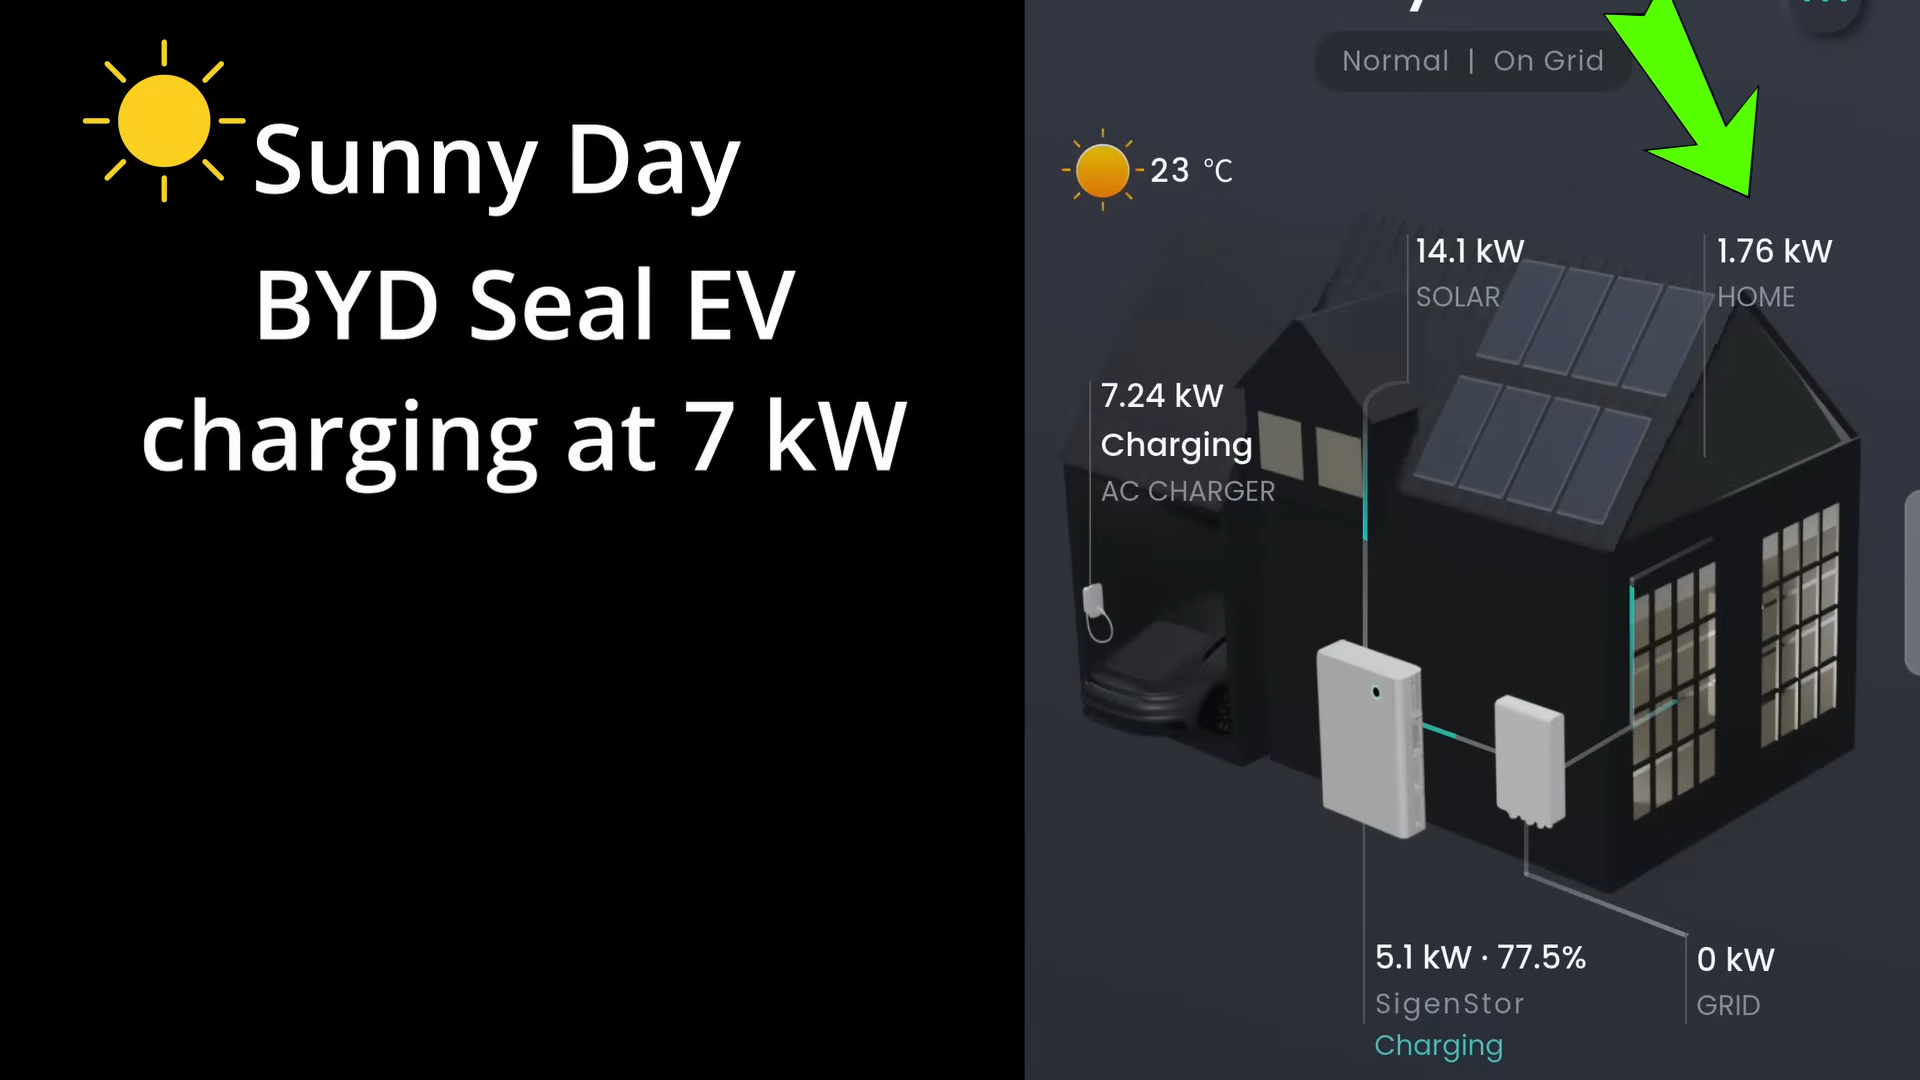 Sunny Day
BYD Seal EV
charging at 7 kW
Normal | On Grid
23 °C
14.1 kW
SOLAR
1.76 kW
HOME
7.24 kW
Charging
AC CHARGER
5.1 kW · 77.5%
SigenStor
Charging
0 kW
GRID